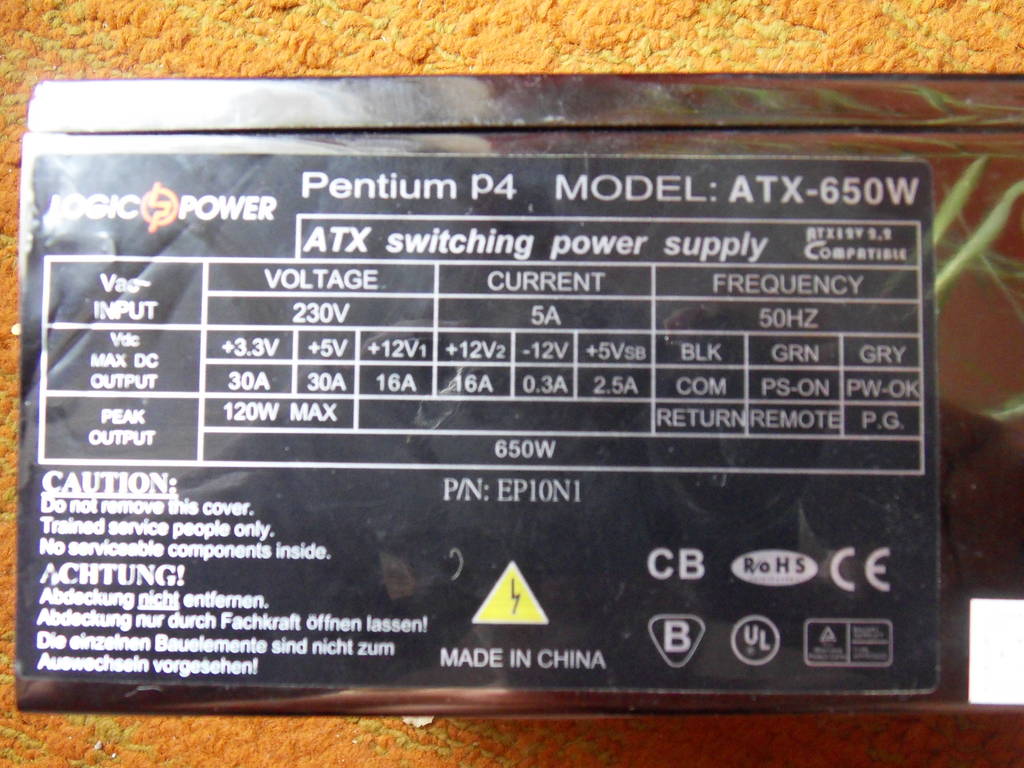 LOGIC POWER
Pentium P4 MODEL: ATX-650W
ATX switching power supply
ATX12V 2.2
COMPATIBLE
Vac~ INPUT VOLTAGE CURRENT FREQUENCY
230V 5A 50HZ
Vdc MAX DC OUTPUT +3.3V +5V +12V1 +12V2 -12V +5VSB BLK GRN GRY
30A 30A 16A 16A 0.3A 2.5A COM PS-ON PW-OK
PEAK OUTPUT 120W MAX RETURN REMOTE P.G.
650W
P/N: EP10N1
CAUTION:
Do not remove this cover.
Trained service people only.
No serviceable components inside.
ACHTUNG!
Abdeckung nicht entfernen.
Abdeckung nur durch Fachkraft öffnen lassen!
Die einzelnen Bauelemente sind nicht zum
Auswechseln vorgesehen!
MADE IN CHINA
CB RoHS CE
B UL